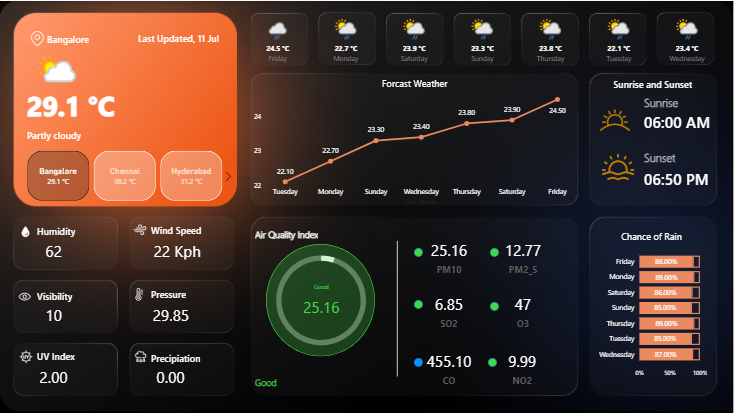 Bangalore
Last Updated, 11 Jul
29.1 °C
Partly cloudy
Bangalore
29.1 °C
Chennai
38.2 °C
Hyderabad
31.2 °C
24.5 °C
Friday
22.7 °C
Monday
23.9 °C
Saturday
23.3 °C
Sunday
23.8 °C
Thursday
22.1 °C
Tuesday
23.4 °C
Wednesday
Forcast Weather
24
23
22
22.10
22.70
23.30
23.40
23.80
23.90
24.50
Tuesday
Monday
Sunday
Wednesday
Thursday
Saturday
Friday
Sunrise and Sunset
Sunrise
06:00 AM
Sunset
06:50 PM
Humidity
62
Wind Speed
22 Kph
Visibility
10
Pressure
29.85
UV Index
2.00
Precipiation
0.00
Air Quality Index
Good
25.16
Good
25.16
PM10
12.77
PM2_5
6.85
SO2
47
O3
455.10
CO
9.99
NO2
Chance of Rain
Friday 88.00%
Monday 89.00%
Saturday 86.00%
Sunday 85.00%
Thursday 89.00%
Tuesday 85.00%
Wednesday 87.00%
0% 50% 100%